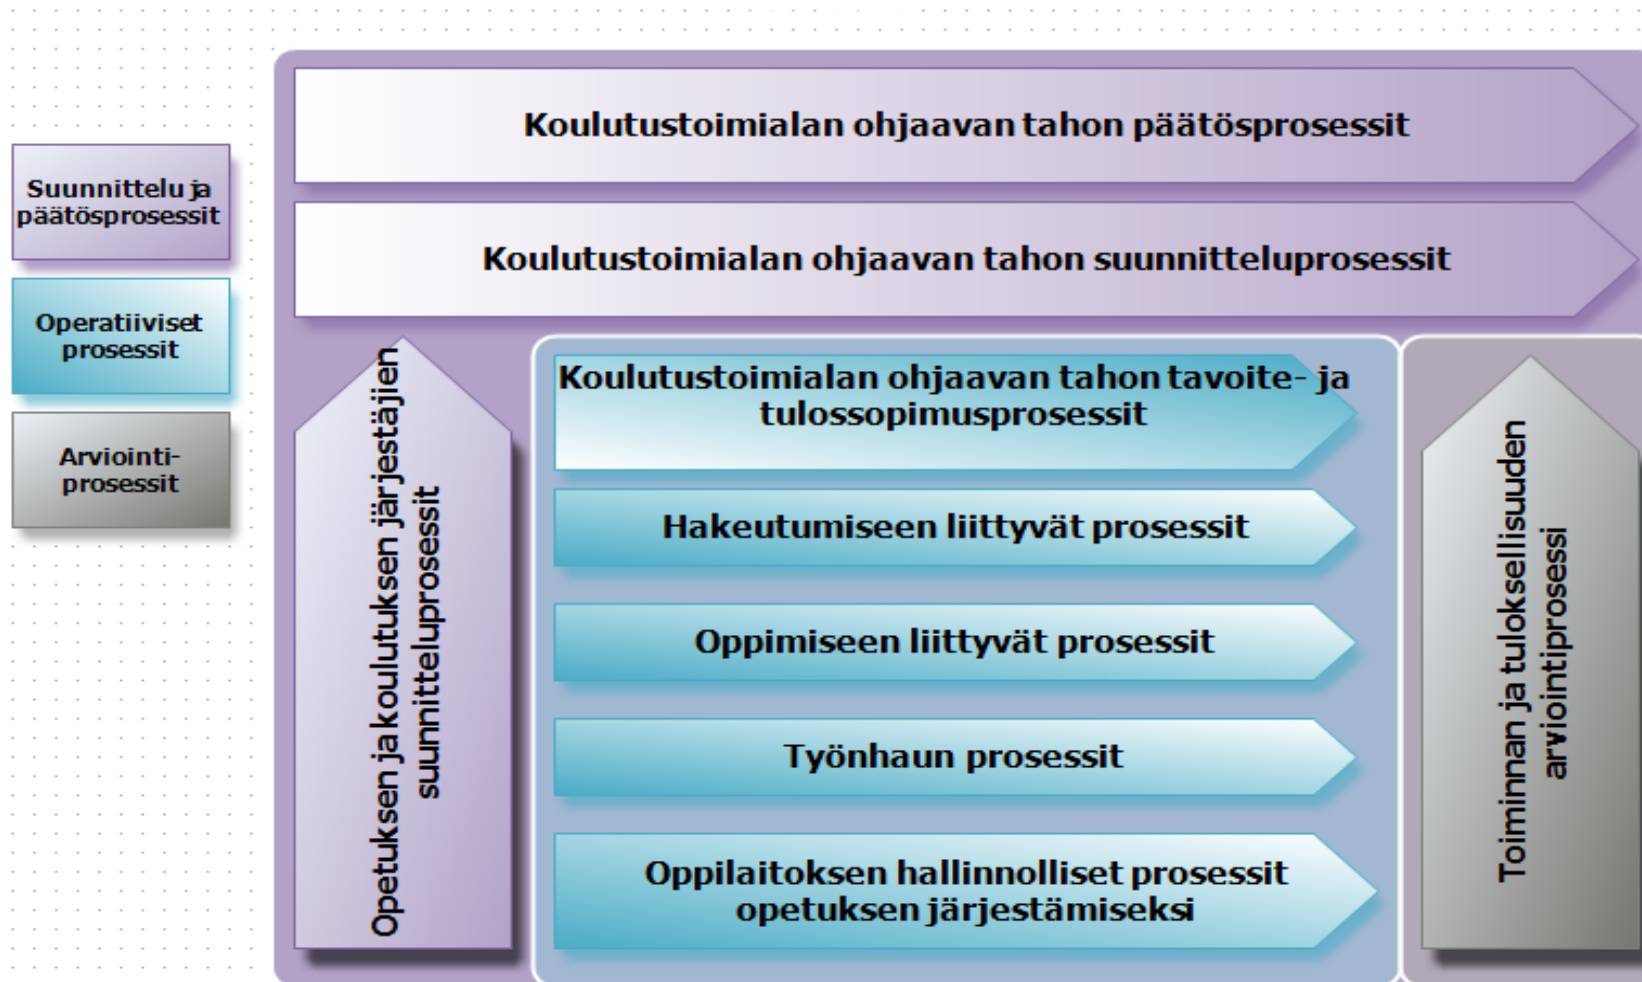 Koulutustoimialan ohjaavan tahon päätösprosessit
Suunnittelu ja
päätösprosessit
Koulutustoimialan ohjaavan tahon suunnitteluprosessit
Operatiiviset
prosessit
Arviointi-
prosessit
Opetuksen ja koulutuksen järjestäjien
suunnitteluprosessit
Koulutustoimialan ohjaavan tahon tavoite- ja
tulossopimusprosessit
Hakeutumiseen liittyvät prosessit
Oppimiseen liittyvät prosessit
Työnhaun prosessit
Oppilaitoksen hallinnolliset prosessit
opetuksen järjestämiseksi
Toiminnan ja tuloksellisuuden
arviointiprosessi